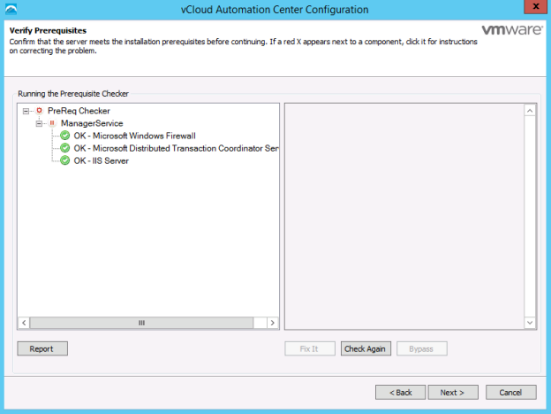 vCloud Automation Center Configuration
x
Verify Prerequisites
vmware
Confirm that the server meets the installation prerequisites before continuing. If a red X appears next to a component, click it for instructions
on correcting the problem.
Running the Prerequisite Checker
PreReq Checker
ManagerService
OK - Microsoft Windows Firewall
OK - Microsoft Distributed Transaction Coordinator Ser
OK - IIS Server
Report
Fix It
Check Again
Bypass
< Back
Next >
Cancel